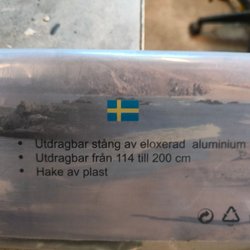 • Utdragbar stång av eloxerad aluminium
• Utdragbar från 114 till 200 cm
• Hake av plast